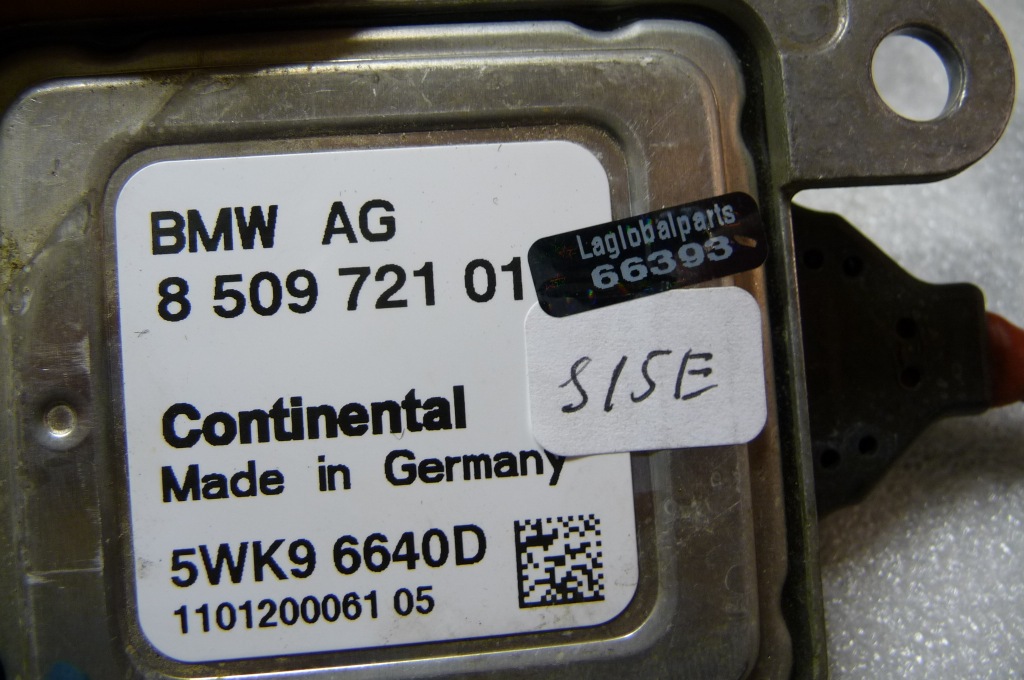 BMW AG
8 509 721 01
Laglobalparts
66393
S15E
Continental
Made in Germany
5WK9 6640D
1101200061 05